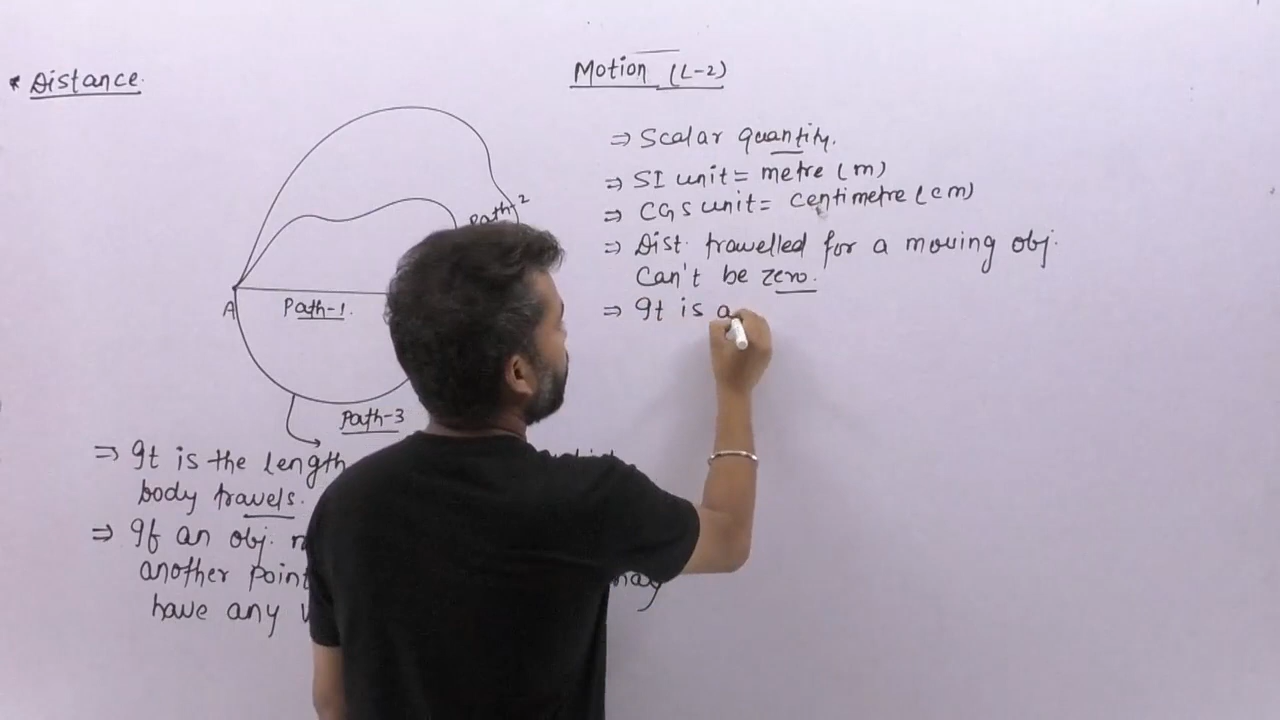 * Distance.
Motion (L-2)
⇒ Scalar quantity.
⇒ SI unit = metre (m)
⇒ CGS unit = centimetre (cm)
⇒ Dist. travelled for a moving obj.
Can't be zero.
⇒ It is a
Path-2
A
Path-1.
Path-3
⇒ It is the length
body travels.
⇒ If an obj.
another point may
have any